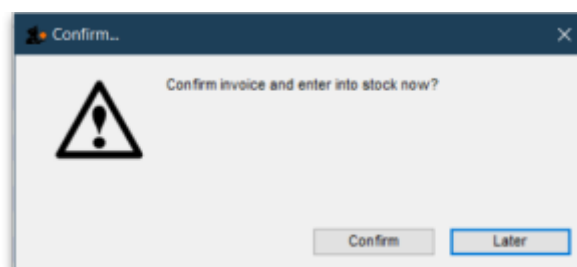 Confirm...
Confirm invoice and enter into stock now?
Confirm
Later